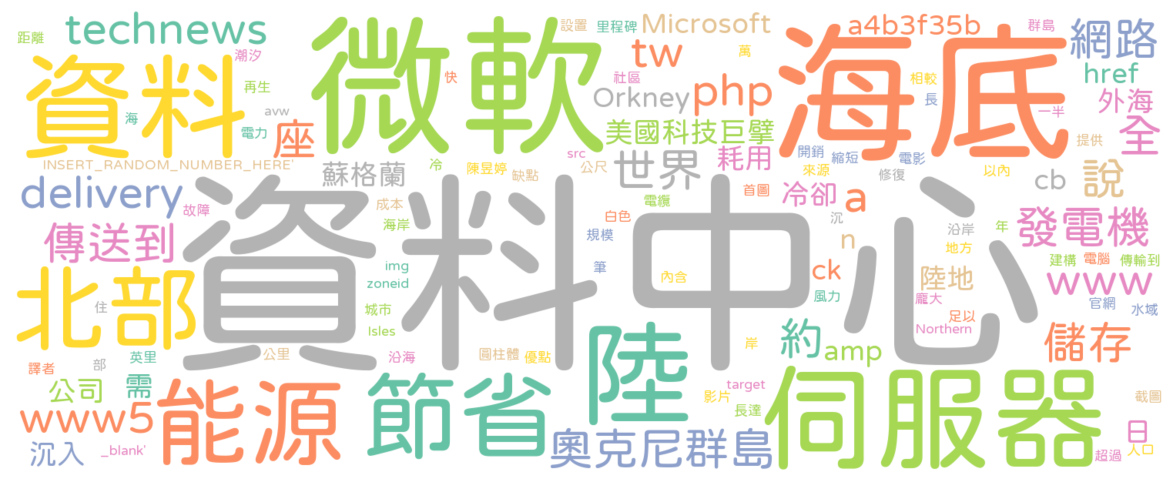 距離 technews 潮汐 設置 里程碑 Microsoft a4b3f35b 群島 網路
資料 微軟 快 社區 tw 萬 海底 相較 href
再生 avw Orkney php 長 外海
海 電力 座 美國科技巨擘 一半 全
INSERT_RANDOM_NUMBER_HERE' 冷 陳昱婷 缺點 src 公尺 耗用 開銷 縮短 電影 提供
蘇格蘭 世界 來源 修復 以內
delivery 故障 成本 電纜 首圖 冷卻 a cb 說
傳送到 海岸 白色 沉 沿岸 年 發電機
資料中心
規模 n 地方 建構 電腦 傳輸到
北部 img zoneid 筆 內含 ck 陸地 www
住 城市 Isles 風力 龐大 足以 官網 水域
陸 約 Northern
部 英里 公里 沿海 圓柱體 優點 岸 amp 儲存
譯者 公司 需 能源 節省 target 伺服器
影片 長達 截圖
www5 日
沉入 _blank' 奧克尼群島 超過 人口